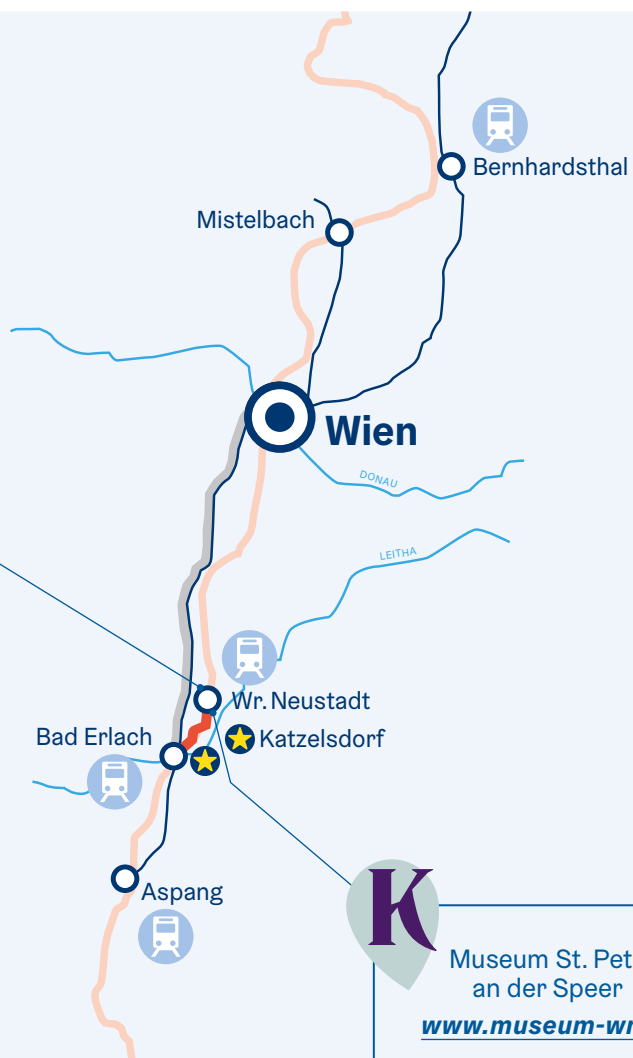 Bernhardsthal
Mistelbach
Wien
DONAU
LEITHA
Wr. Neustadt
Bad Erlach
Katzelsdorf
Aspang
K
Museum St. Pet
an der Speer
www.museum-wr